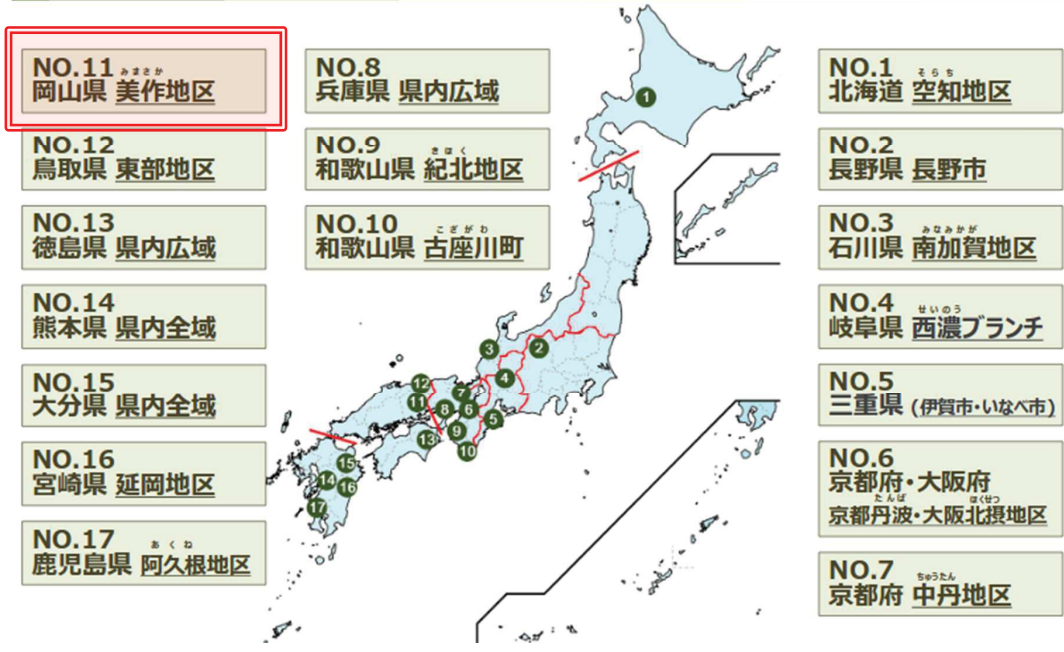 NO.11
みまさか
岡山県 美作地区
NO.12
鳥取県 東部地区
NO.13
徳島県 県内広域
NO.14
熊本県 県内全域
NO.15
大分県 県内全域
NO.16
宮崎県 延岡地区
NO.17
あくね
鹿児島県 阿久根地区
NO.8
兵庫県 県内広域
NO.9
きほく
和歌山県 紀北地区
NO.10
こざがわ
和歌山県 古座川町
NO.1
そらち
北海道 空知地区
NO.2
長野県 長野市
NO.3
みなみかが
石川県 南加賀地区
NO.4
せいのう
岐阜県 西濃ブランチ
NO.5
三重県 (伊賀市・いなべ市)
NO.6
京都府・大阪府
たんば ほくせつ
京都丹波・大阪北摂地区
NO.7
ちゅうたん
京都府 中丹地区
1
2
3
4
5
6
7
8
9
10
11
12
13
14
15
16
17